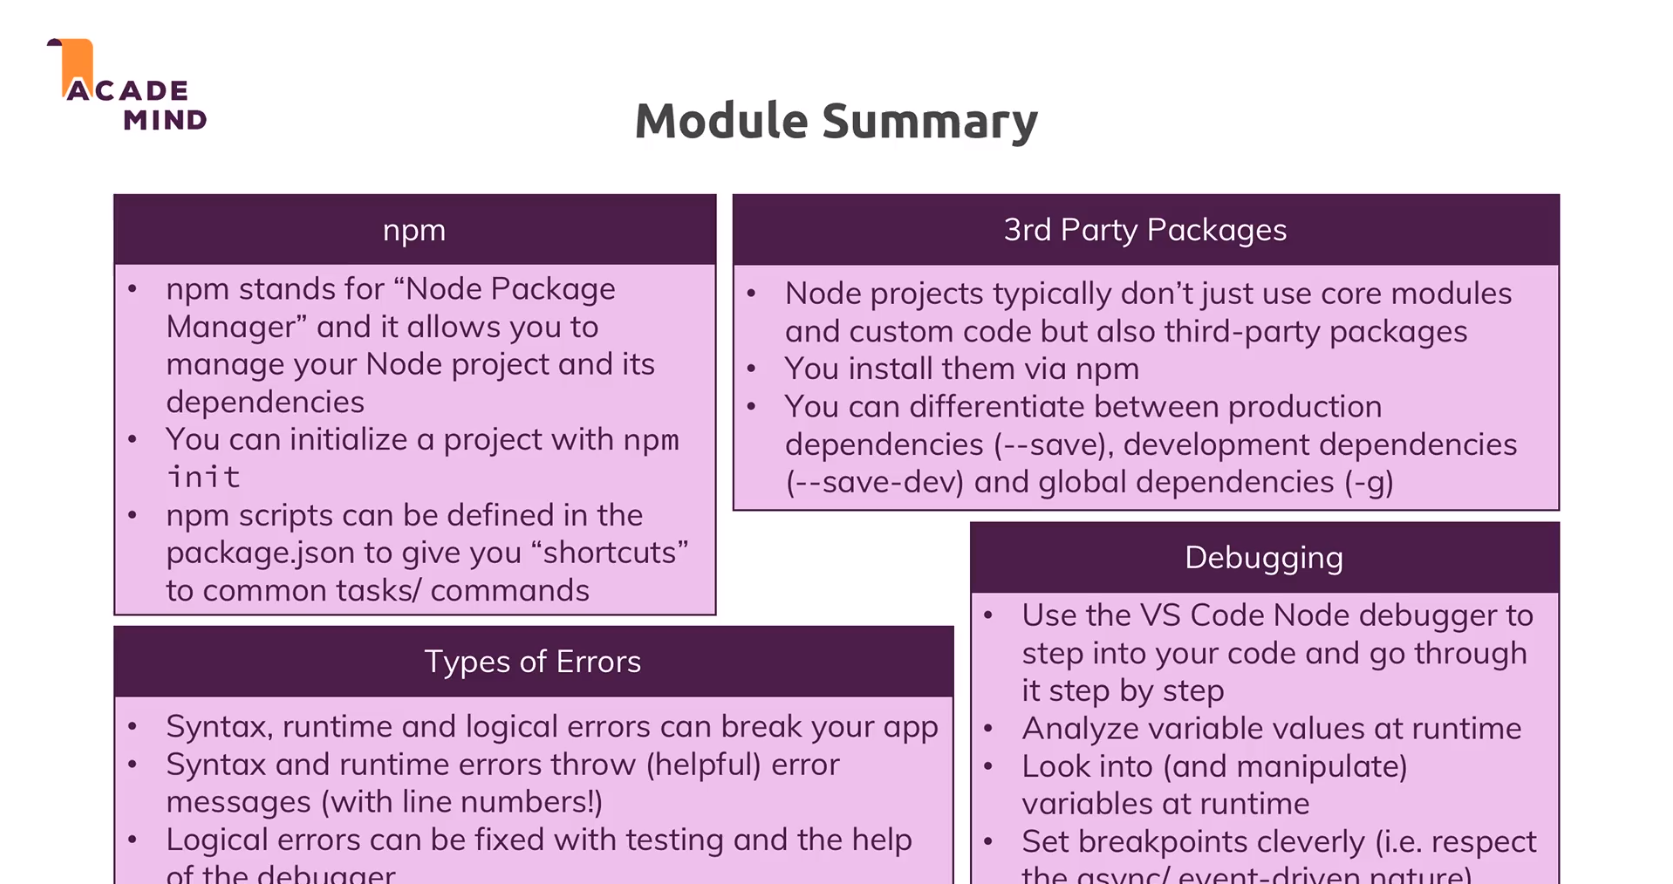 ACADE
MIND
Module Summary
npm
• npm stands for “Node Package
Manager” and it allows you to
manage your Node project and its
dependencies
• You can initialize a project with npm
init
• npm scripts can be defined in the
package.json to give you “shortcuts”
to common tasks/ commands
3rd Party Packages
• Node projects typically don’t just use core modules
and custom code but also third-party packages
• You install them via npm
• You can differentiate between production
dependencies (--save), development dependencies
(--save-dev) and global dependencies (-g)
Types of Errors
• Syntax, runtime and logical errors can break your app
• Syntax and runtime errors throw (helpful) error
messages (with line numbers!)
• Logical errors can be fixed with testing and the help
of the debugger
Debugging
• Use the VS Code Node debugger to
step into your code and go through
it step by step
• Analyze variable values at runtime
• Look into (and manipulate)
variables at runtime
• Set breakpoints cleverly (i.e. respect
the async/ event-driven nature)